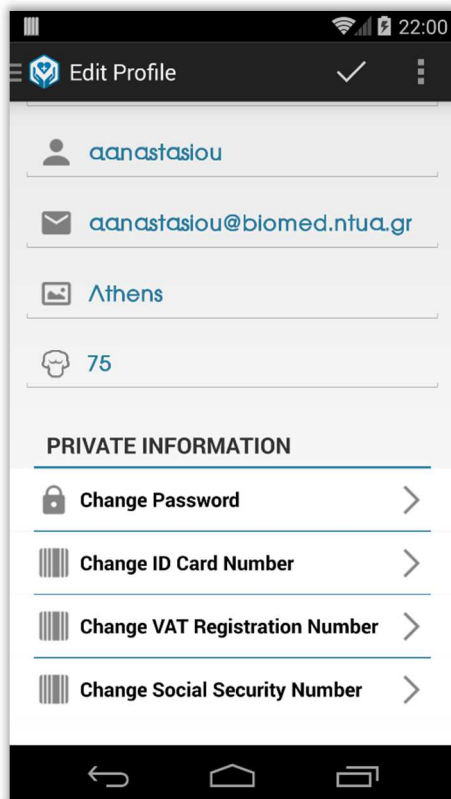 22:00
Edit Profile
aanastasiou
aanastasiou@biomed.ntua.gr
Λthens
75
PRIVATE INFORMATION
Change Password
Change ID Card Number
Change VAT Registration Number
Change Social Security Number